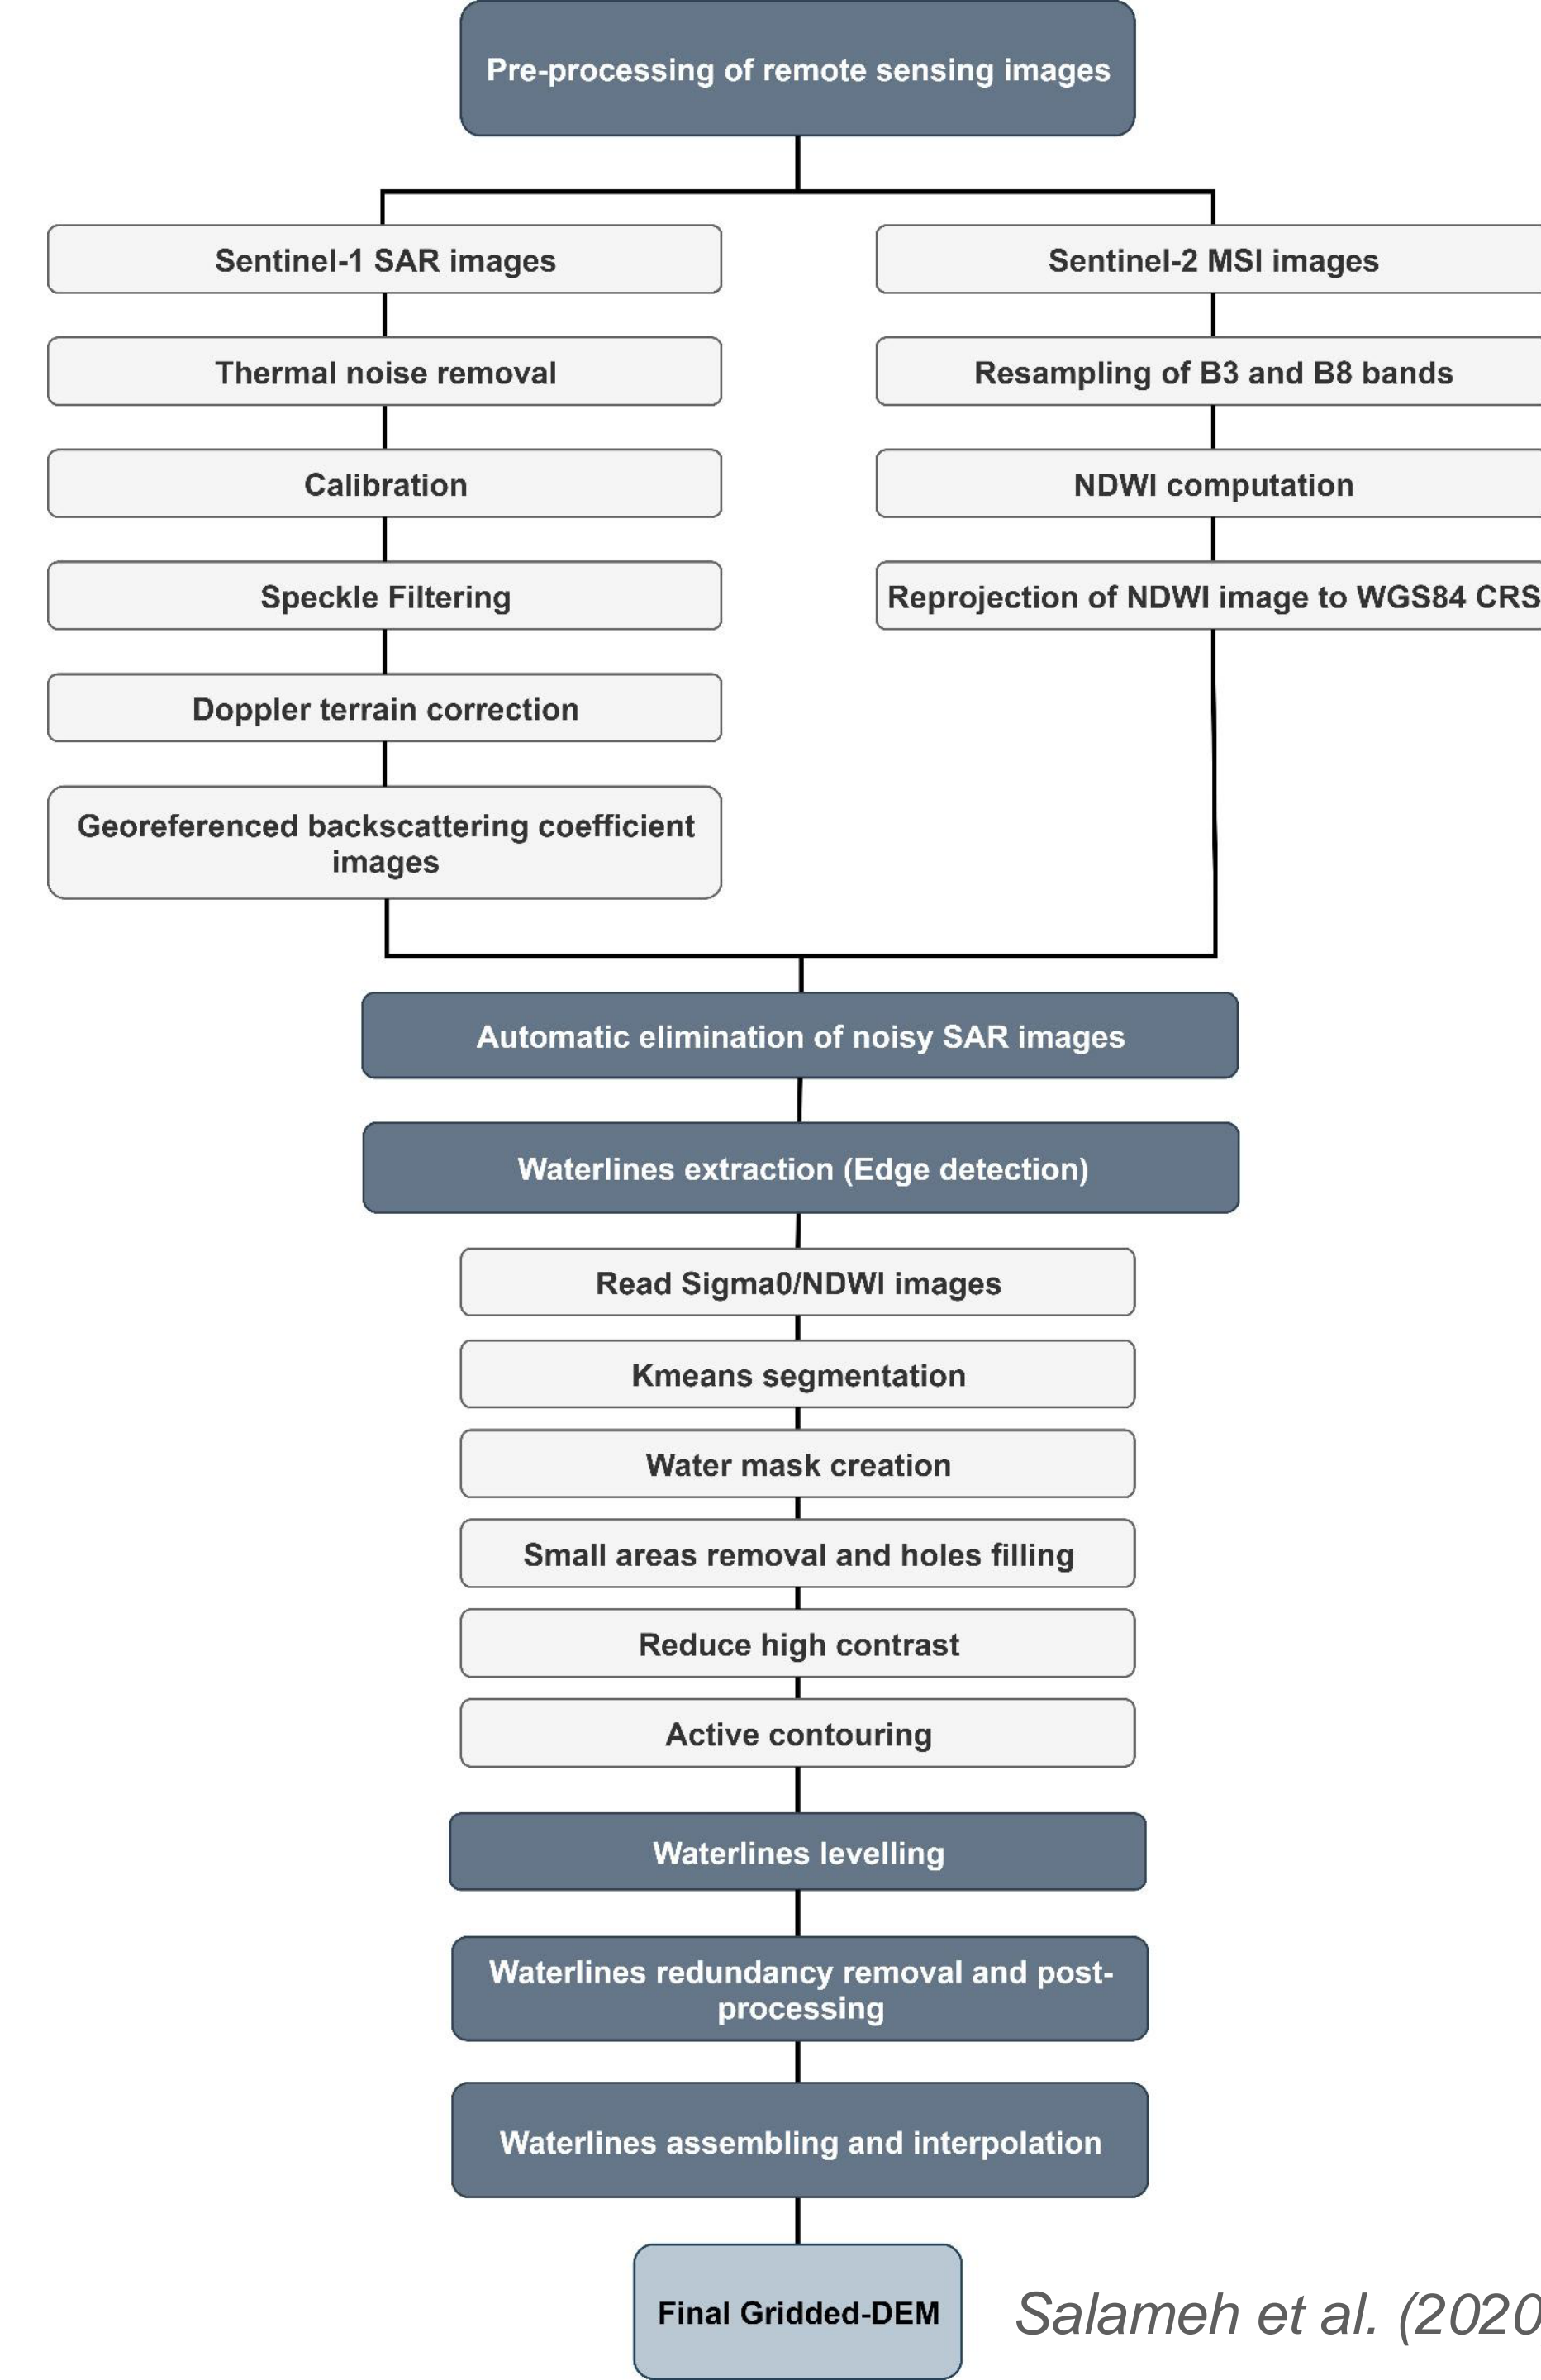 Pre-processing of remote sensing images
Sentinel-1 SAR images
Thermal noise removal
Calibration
Speckle Filtering
Doppler terrain correction
Georeferenced backscattering coefficient
images
Sentinel-2 MSI images
Resampling of B3 and B8 bands
NDWI computation
Reprojection of NDWI image to WGS84 CRS
Automatic elimination of noisy SAR images
Waterlines extraction (Edge detection)
Read Sigma0/NDWI images
Kmeans segmentation
Water mask creation
Small areas removal and holes filling
Reduce high contrast
Active contouring
Waterlines levelling
Waterlines redundancy removal and post-
processing
Waterlines assembling and interpolation
Final Gridded-DEM
Salameh et al. (2020